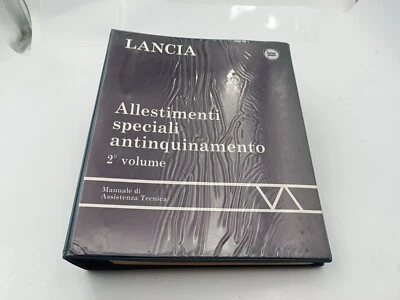 LANCIA
Allestimenti
speciali
antinquinamento
2° volume
Manuale di
Assistenza Tecnica